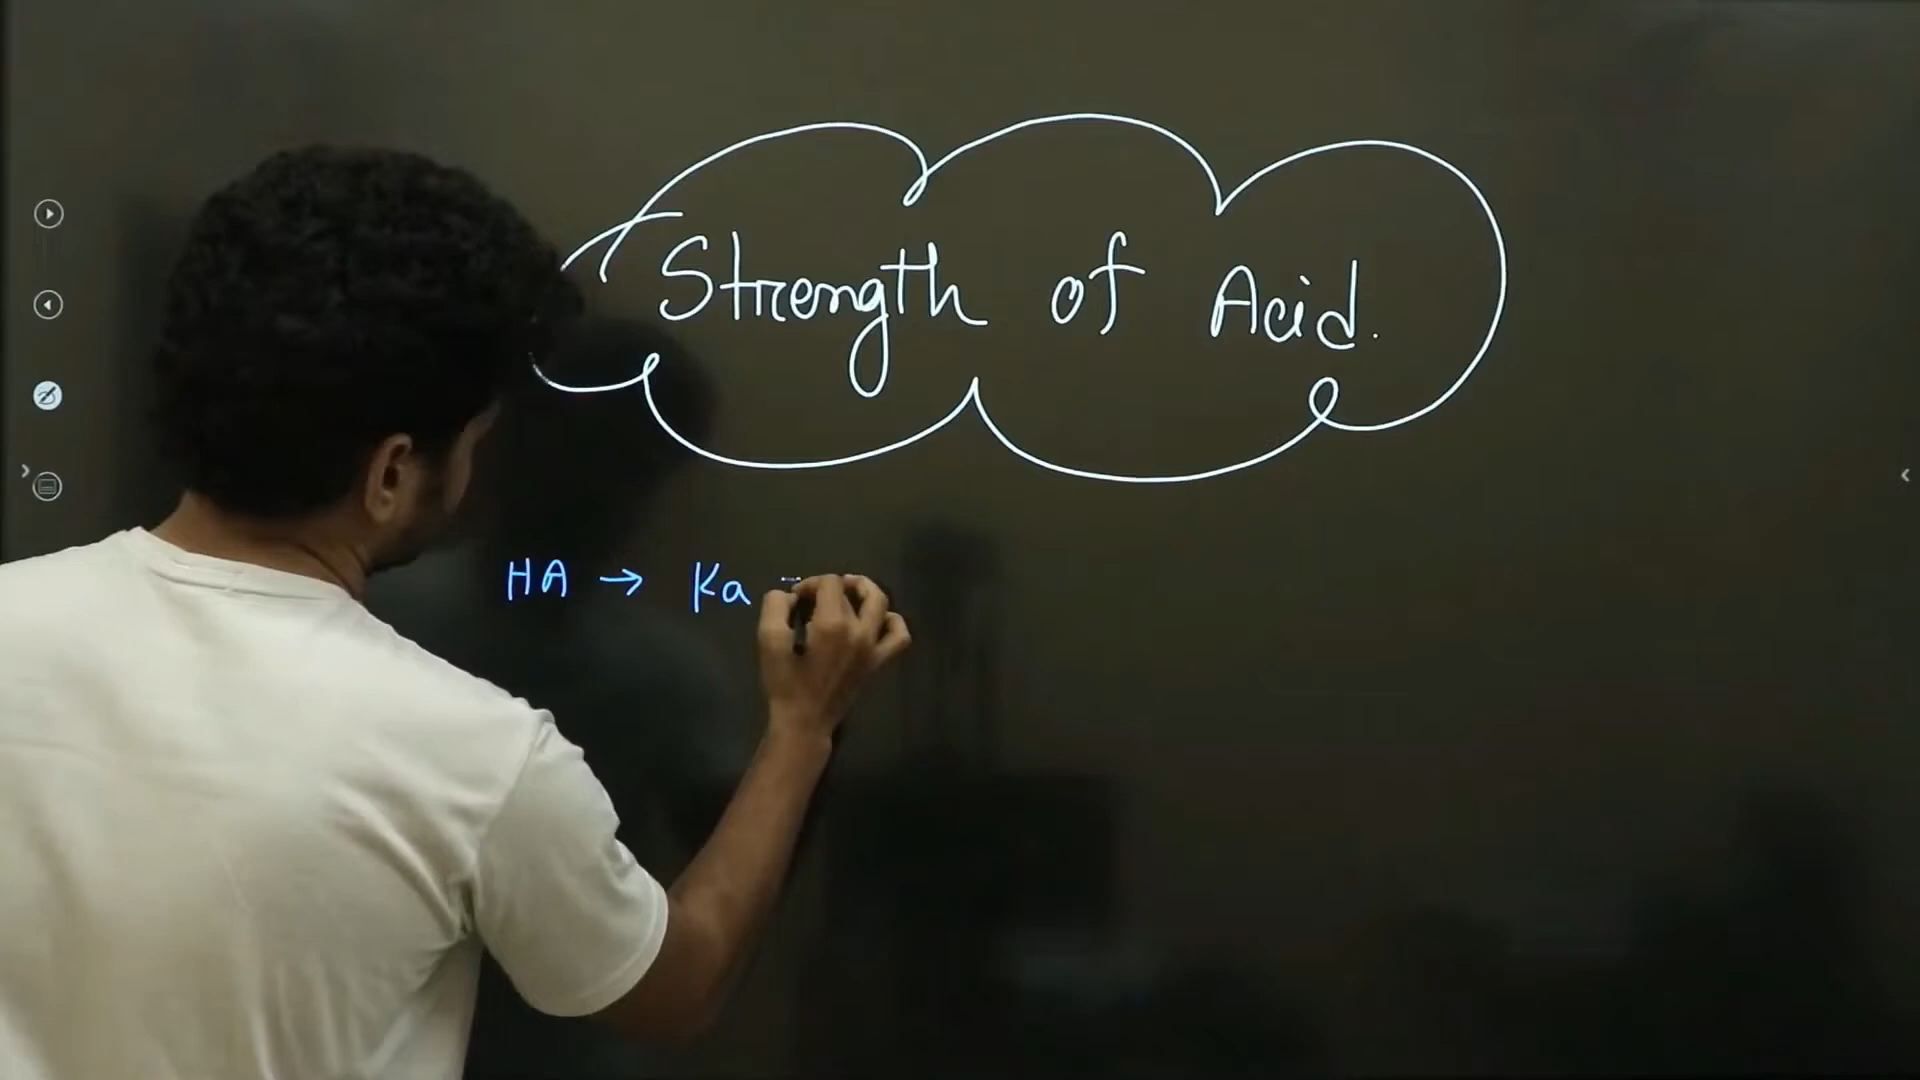 Strength of Acid.
HA → Ka =